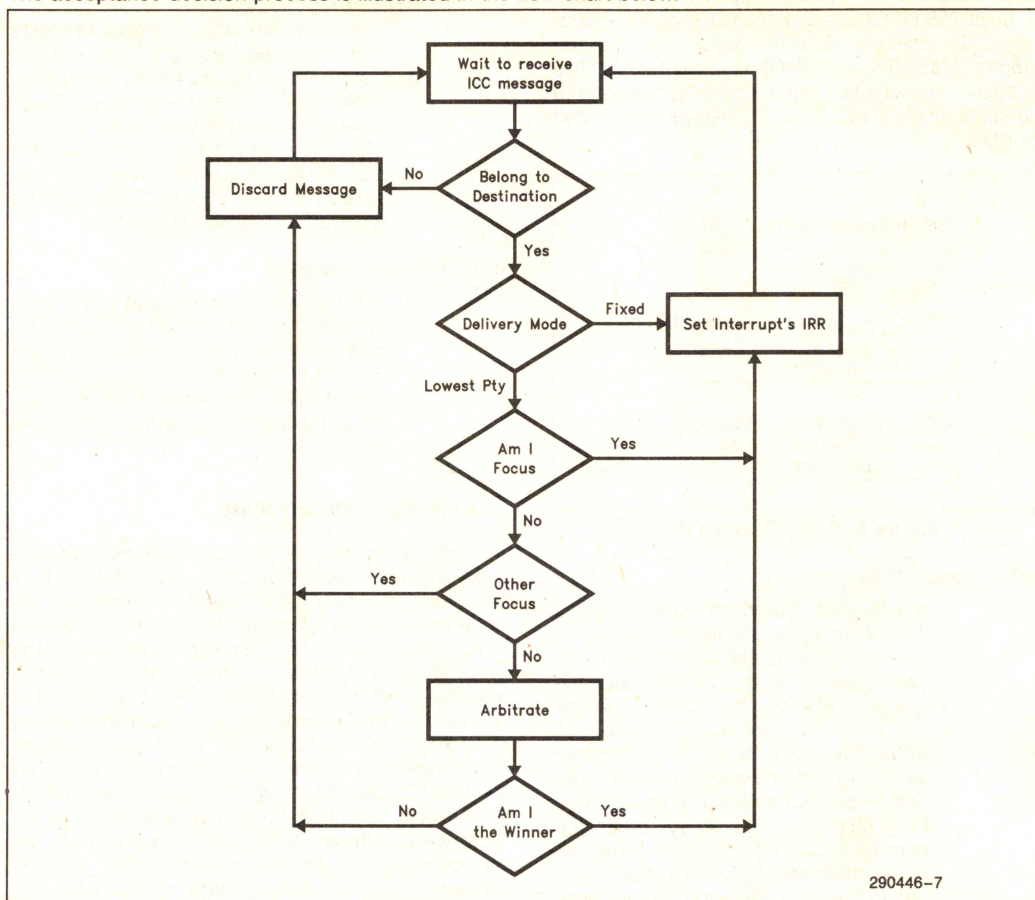 The acceptance decision process is illustrated in the flow chart below.
Wait to receive
ICC message
Discard Message
No
Belong to
Destination
Yes
Delivery Mode
Fixed
Set Interrupt's IRR
Lowest Pty
Am I
Focus
Yes
No
Yes
Other
Focus
No
Arbitrate
No
Am I
the Winner
Yes
290446-7